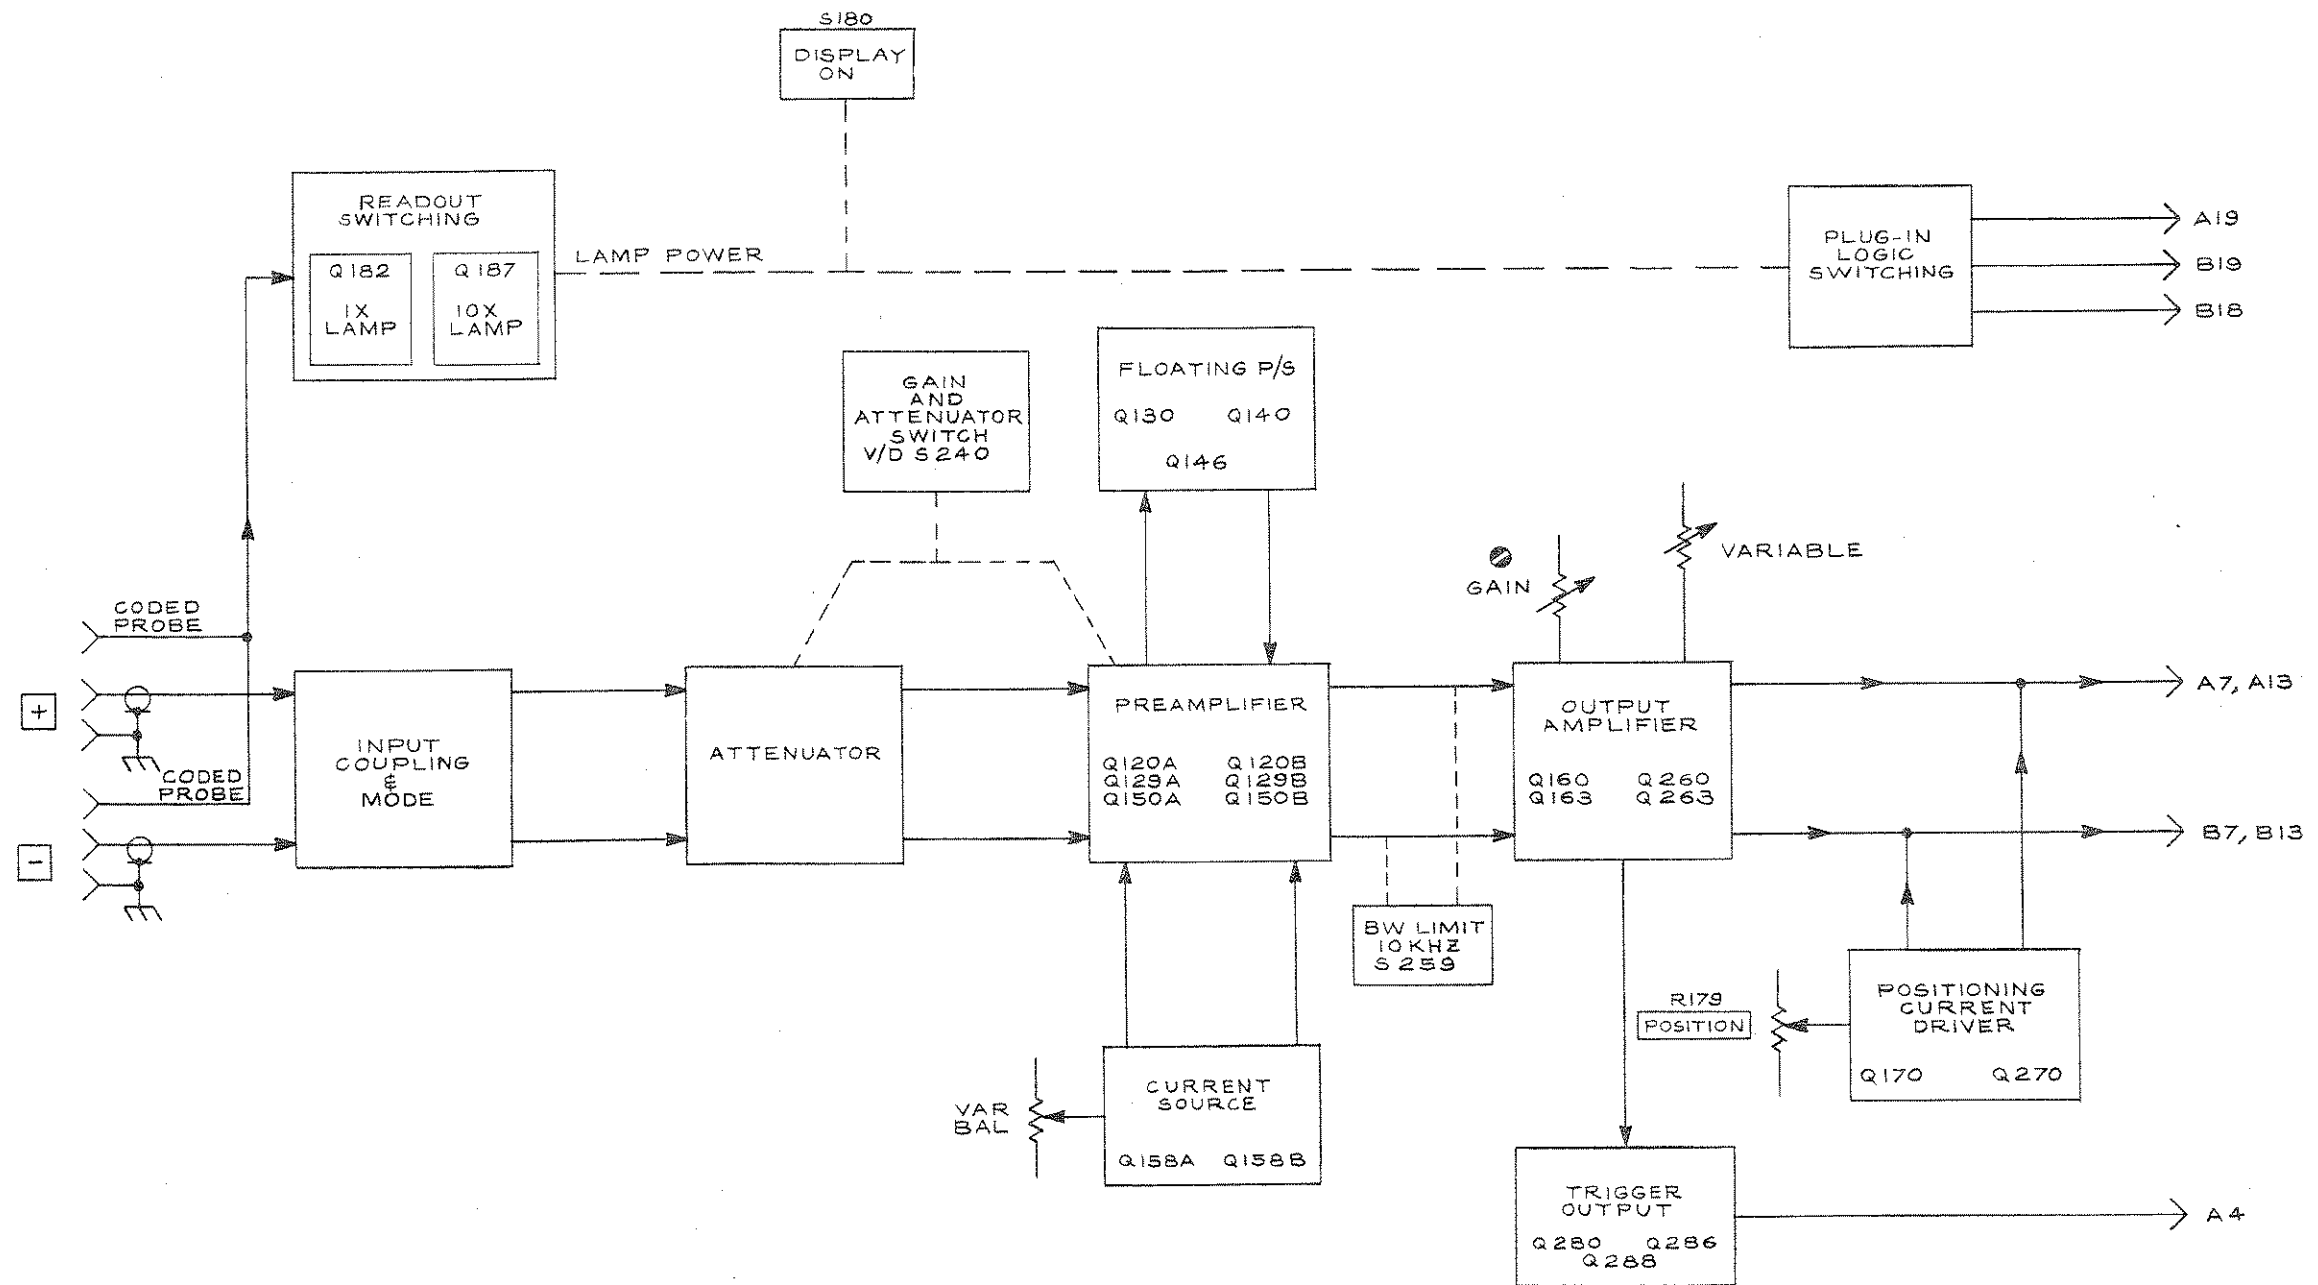 S180
DISPLAY
ON
READOUT
SWITCHING
Q182
1X
LAMP
Q187
10X
LAMP
LAMP POWER
PLUG-IN
LOGIC
SWITCHING
A19
B19
B18
GAIN
AND
ATTENUATOR
SWITCH
V/D S240
FLOATING P/S
Q130 Q140
Q146
GAIN
VARIABLE
CODED
PROBE
+
CODED
PROBE
-
INPUT
COUPLING
&
MODE
ATTENUATOR
PREAMPLIFIER
Q120A Q120B
Q129A Q129B
Q150A Q150B
OUTPUT
AMPLIFIER
Q160 Q260
Q163 Q263
A7, A13
B7, B13
BW LIMIT
10KHZ
S259
R179
POSITION
POSITIONING
CURRENT
DRIVER
Q170 Q270
VAR
BAL
CURRENT
SOURCE
Q158A Q158B
TRIGGER
OUTPUT
Q280 Q286
Q288
A4